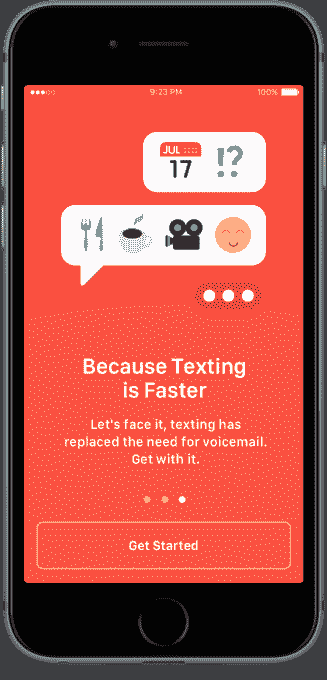 9:23 PM
100%
JUL
17
!?
Because Texting
is Faster
Let's face it, texting has
replaced the need for voicemail.
Get with it.
Get Started